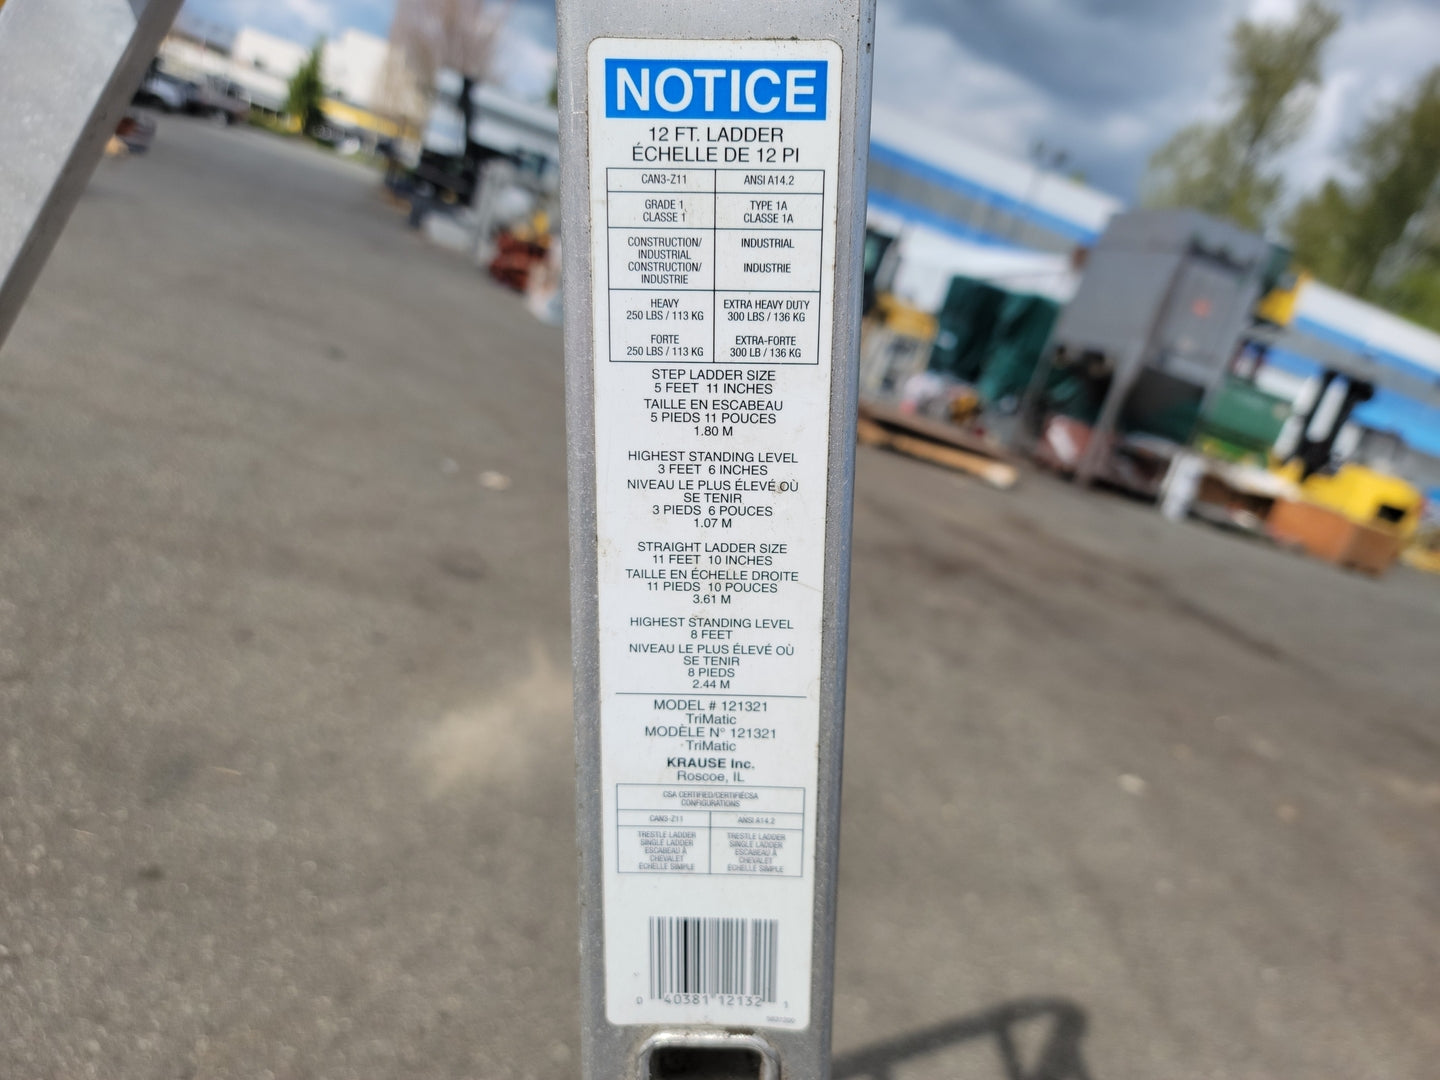 NOTICE
12 FT. LADDER
ÉCHELLE DE 12 PI
CAN3-Z11 ANSI A14.2
GRADE 1 TYPE 1A
CLASSE 1 CLASSE 1A
CONSTRUCTION/ INDUSTRIAL
INDUSTRIAL
CONSTRUCTION/ INDUSTRIE
INDUSTRIE
HEAVY EXTRA HEAVY DUTY
250 LBS / 113 KG 300 LBS / 136 KG
FORTE EXTRA-FORTE
250 LBS / 113 KG 300 LB / 136 KG
STEP LADDER SIZE
5 FEET 11 INCHES
TAILLE EN ESCABEAU
5 PIEDS 11 POUCES
1.80 M
HIGHEST STANDING LEVEL
3 FEET 6 INCHES
NIVEAU LE PLUS ÉLEVÉ OÙ
SE TENIR
3 PIEDS 6 POUCES
1.07 M
STRAIGHT LADDER SIZE
11 FEET 10 INCHES
TAILLE EN ÉCHELLE DROITE
11 PIEDS 10 POUCES
3.61 M
HIGHEST STANDING LEVEL
8 FEET
NIVEAU LE PLUS ÉLEVÉ OÙ
SE TENIR
8 PIEDS
2.44 M
MODEL # 121321
TriMatic
MODÈLE N° 121321
TriMatic
KRAUSE Inc.
Roscoe, IL
CSA CERTIFIED/CERTIFIÉCSA
CONFIGURATIONS
CAN3-Z11 ANSI A14.2
TRESTLE LADDER TRESTLE LADDER
SINGLE LADDER SINGLE LADDER
ESCABEAU À ESCABEAU À
CHEVALET CHEVALET
ÉCHELLE SIMPLE ÉCHELLE SIMPLE
0 40381 12132 1